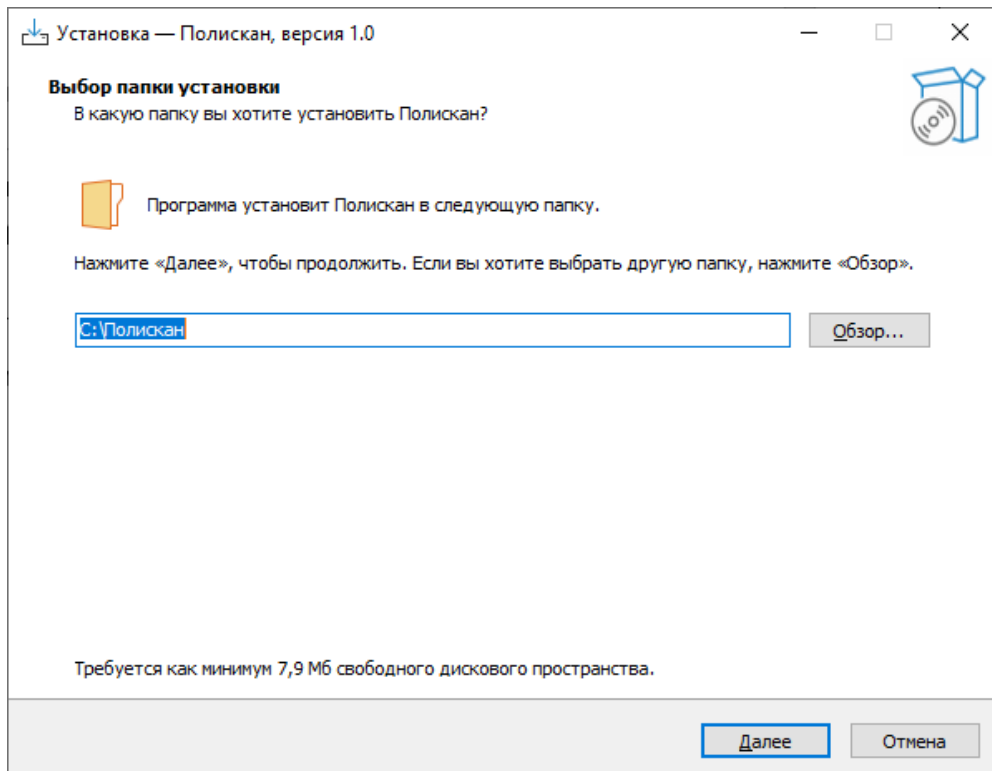 Установка — Полискан, версия 1.0
Выбор папки установки
В какую папку вы хотите установить Полискан?
Программа установит Полискан в следующую папку.
Нажмите «Далее», чтобы продолжить. Если вы хотите выбрать другую папку, нажмите «Обзор».
C:\Полискан
Обзор...
Требуется как минимум 7,9 Мб свободного дискового пространства.
Далее
Отмена